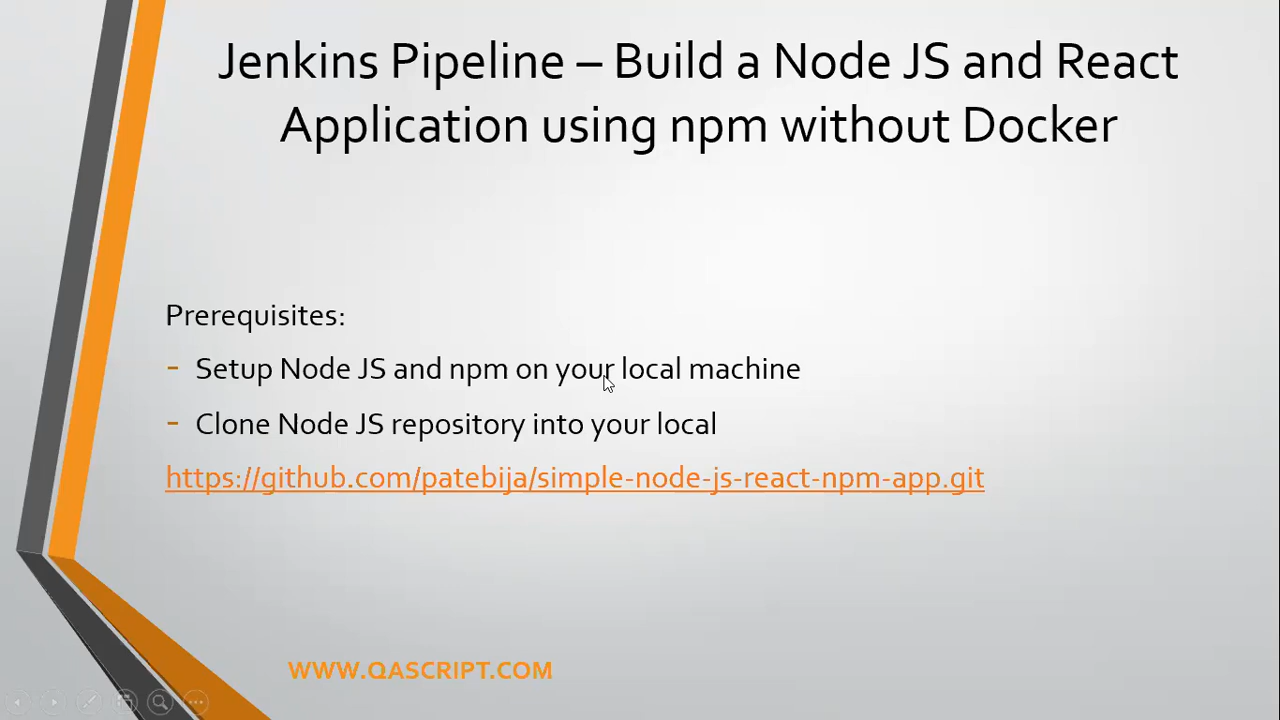 Jenkins Pipeline – Build a Node JS and React
Application using npm without Docker
Prerequisites:
- Setup Node JS and npm on your local machine
- Clone Node JS repository into your local
https://github.com/patebija/simple-node-js-react-npm-app.git
WWW.QASCRIPT.COM